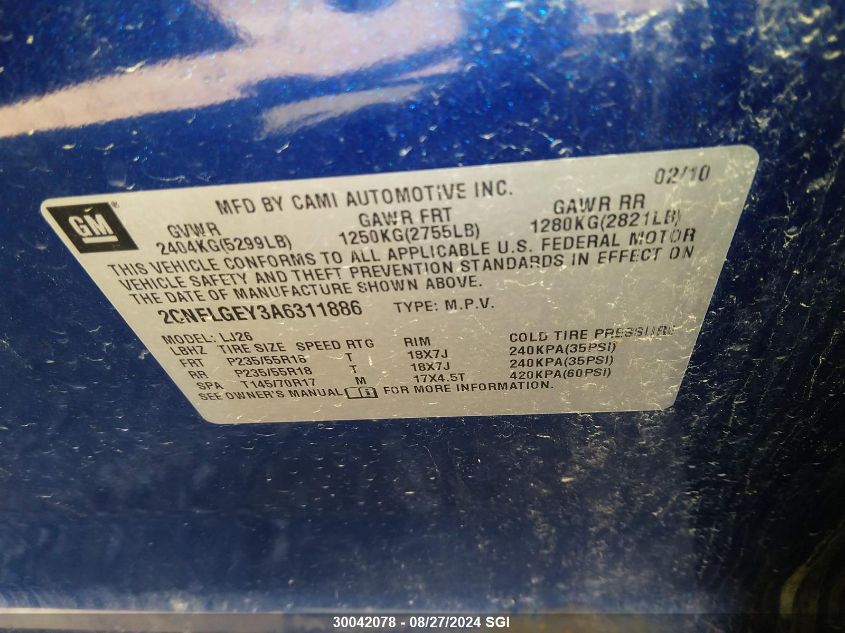 GM®
MFD BY CAMI AUTOMOTIVE INC. 02/10
GVWR GAWR FRT GAWR RR
2404KG(5299LB) 1250KG(2755LB) 1280KG(2821LB)
THIS VEHICLE CONFORMS TO ALL APPLICABLE U.S. FEDERAL MOTOR
VEHICLE SAFETY AND THEFT PREVENTION STANDARDS IN EFFECT ON
THE DATE OF MANUFACTURE SHOWN ABOVE.
2CNFLGEY3A6311886 TYPE: M.P.V.
MODEL: LJ26
LBHZ TIRE SIZE SPEED RTG RIM COLD TIRE PRESSURE
FRT P235/55R18 T 18X7J 240KPA(35PSI)
RR P235/55R18 T 18X7J 240KPA(35PSI)
SPA T145/70R17 M 17X4.5T 420KPA(60PSI)
SEE OWNER'S MANUAL FOR MORE INFORMATION.
30042078 - 08/27/2024 SGI